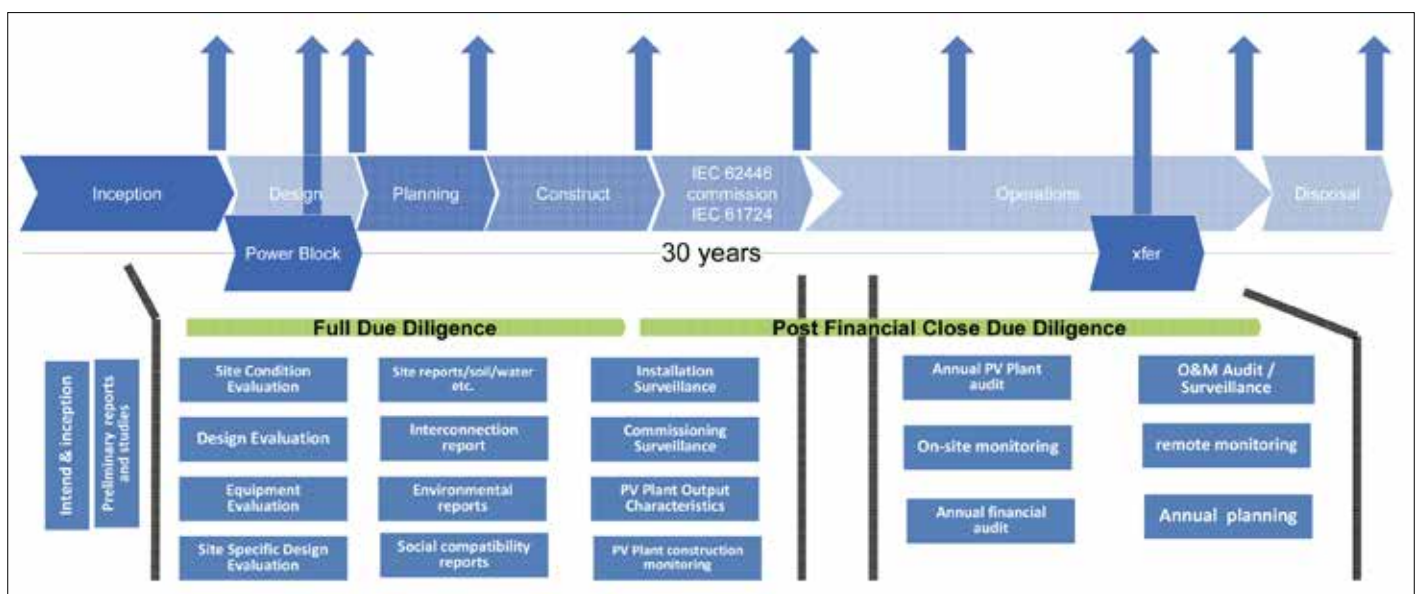 Inception
Design
Planning
Construct
IEC 62446
commission
IEC 61724
Operations
Disposal
Power Block
30 years
xfer
Full Due Diligence
Post Financial Close Due Diligence
Intend & inception
Preliminary reports
and studies
Site Condition
Evaluation
Site reports/soil/water
etc.
Installation
Surveillance
Annual PV Plant
audit
O&M Audit /
Surveillance
Design Evaluation
Interconnection
report
Commissioning
Surveillance
On-site monitoring
remote monitoring
Equipment
Evaluation
Environmental
reports
PV Plant Output
Characteristics
Annual financial
audit
Annual planning
Site Specific Design
Evaluation
Social compatibility
reports
PV Plant construction
monitoring